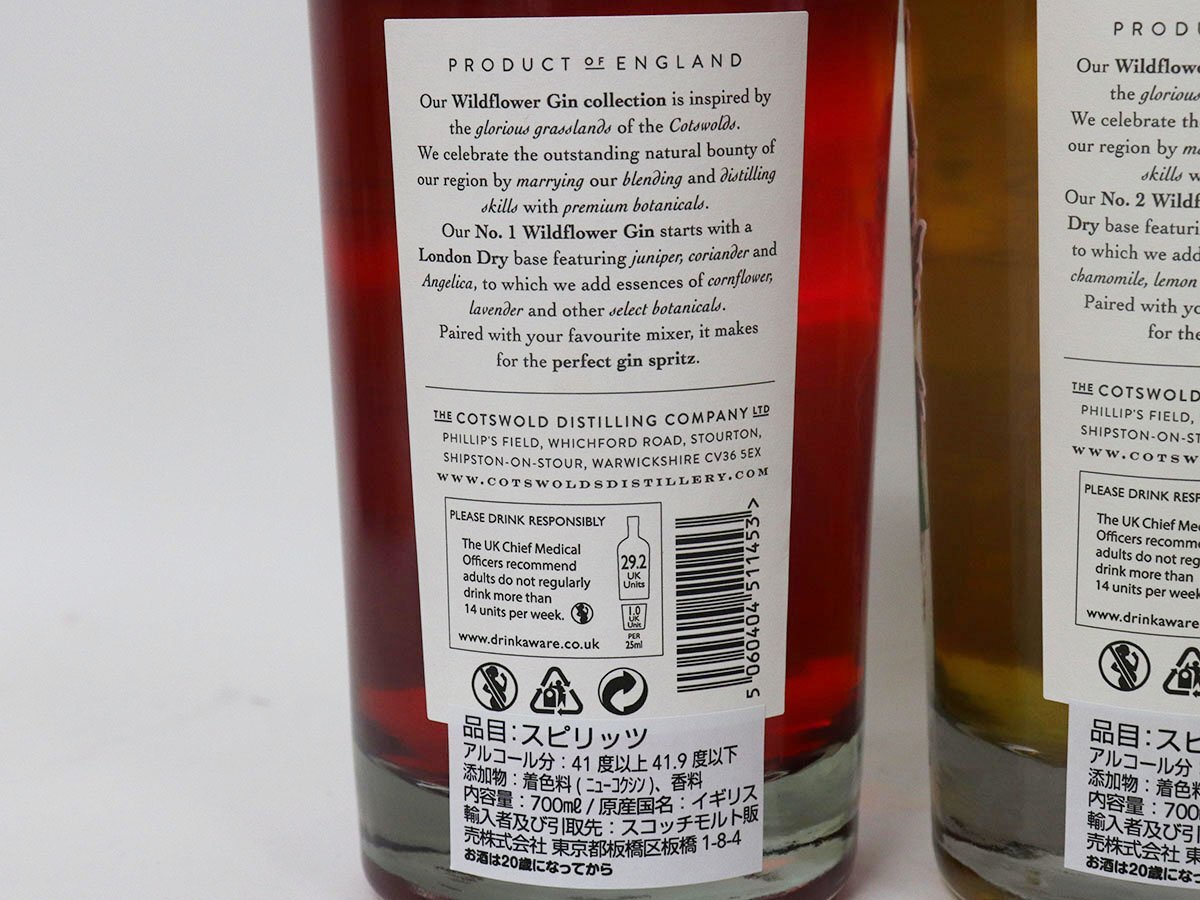 PRODUCT OF ENGLAND
Our Wildflower Gin collection is inspired by
the glorious grasslands of the Cotswolds.
We celebrate the outstanding natural bounty of
our region by marrying our blending and distilling
skills with premium botanicals.
Our No. 1 Wildflower Gin starts with a
London Dry base featuring juniper, coriander and
Angelica, to which we add essences of cornflower,
lavender and other select botanicals.
Paired with your favourite mixer, it makes
for the perfect gin spritz.
THE COTSWOLD DISTILLING COMPANY LTD
PHILLIP'S FIELD, WHICHFORD ROAD, STOURTON,
SHIPSTON-ON-STOUR, WARWICKSHIRE CV36 5EX
WWW.COTSWOLDSDISTILLERY.COM
PLEASE DRINK RESPONSIBLY
The UK Chief Medical
Officers recommend
adults do not regularly
drink more than
14 units per week.
www.drinkaware.co.uk
29.2
UK
Units
1.0
UK
Unit
PER
25ml
5 060404 511453 >
品目：スピリッツ
アルコール分：41度以上41.9度以下
添加物：着色料(ニューコクシン)、香料
内容量：700mℓ/原産国名：イギリス
輸入者及び引取先：スコッチモルト販
売株式会社 東京都板橋区板橋1-8-4
お酒は20歳になってから
PRODU
Our Wildflowe
the glorious
We celebrate th
our region by ma
skills w
Our No. 2 Wildf
Dry base featuri
to which we add
chamomile, lemon
Paired with yo
for the
THE COTSWOLD
PHILLIP'S FIELD,
SHIPSTON-ON-ST
WWW.COTSW
PLEASE DRINK RESP
The UK Chief Me
Officers recomme
adults do not reg
drink more than
14 units per week
www.drinkaware
品目：スピ
アルコール分：
添加物：着色料
内容量：700
輸入者及び引
売株式会社 東
お酒は20歳になっ